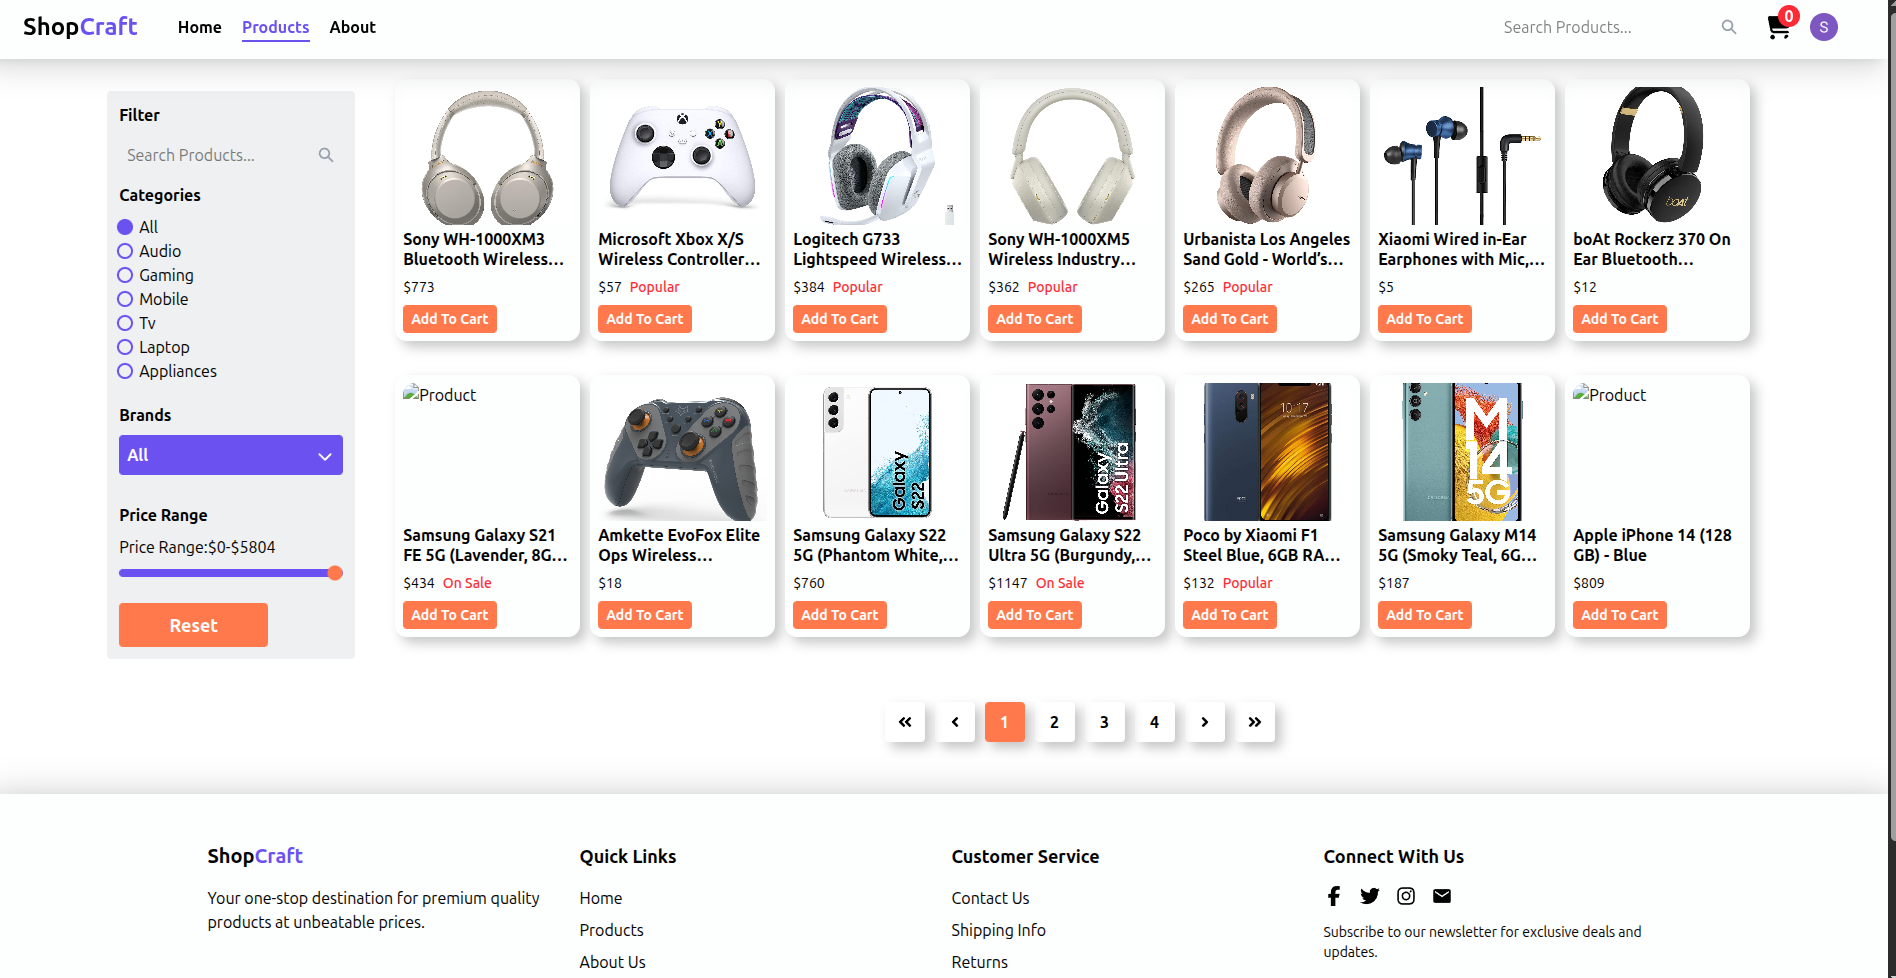 ShopCraft
Home
Products
About
Search Products...
0
S
Filter
Search Products...
Categories
All
Audio
Gaming
Mobile
Tv
Laptop
Appliances
Brands
All
Price Range
Price Range:$0-$5804
Reset
Sony WH-1000XM3
Bluetooth Wireless...
$773
Add To Cart
Microsoft Xbox X/S
Wireless Controller...
$57 Popular
Add To Cart
Logitech G733
Lightspeed Wireless...
$384 Popular
Add To Cart
Sony WH-1000XM5
Wireless Industry...
$362 Popular
Add To Cart
Urbanista Los Angeles
Sand Gold - World’s...
$265 Popular
Add To Cart
Xiaomi Wired in-Ear
Earphones with Mic,...
$5
Add To Cart
boAt
boAt Rockerz 370 On
Ear Bluetooth...
$12
Add To Cart
Product
Samsung Galaxy S21
FE 5G (Lavender, 8G...
$434 On Sale
Add To Cart
Amkette EvoFox Elite
Ops Wireless...
$18
Add To Cart
Galaxy
S22
Samsung Galaxy S22
5G (Phantom White,...
$760
Add To Cart
Galaxy
S22 Ultra
Samsung Galaxy S22
Ultra 5G (Burgundy,...
$1147 On Sale
Add To Cart
10:17
Poco by Xiaomi F1
Steel Blue, 6GB RA...
$132 Popular
Add To Cart
M
14
5G
Samsung Galaxy M14
5G (Smoky Teal, 6G...
$187
Add To Cart
Product
Apple iPhone 14 (128
GB) - Blue
$809
Add To Cart
1
2
3
4
ShopCraft
Your one-stop destination for premium quality
products at unbeatable prices.
Quick Links
Home
Products
About Us
Customer Service
Contact Us
Shipping Info
Returns
Connect With Us
Subscribe to our newsletter for exclusive deals and
updates.